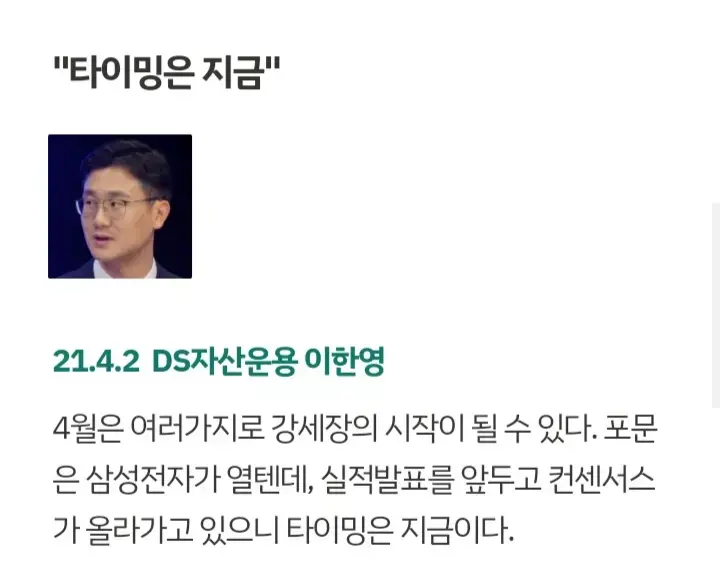 "타이밍은 지금"
21.4.2 DS자산운용 이한영
4월은 여러가지로 강세장의 시작이 될 수 있다. 포문
은 삼성전자가 열텐데, 실적발표를 앞두고 컨센서스
가 올라가고 있으니 타이밍은 지금이다.